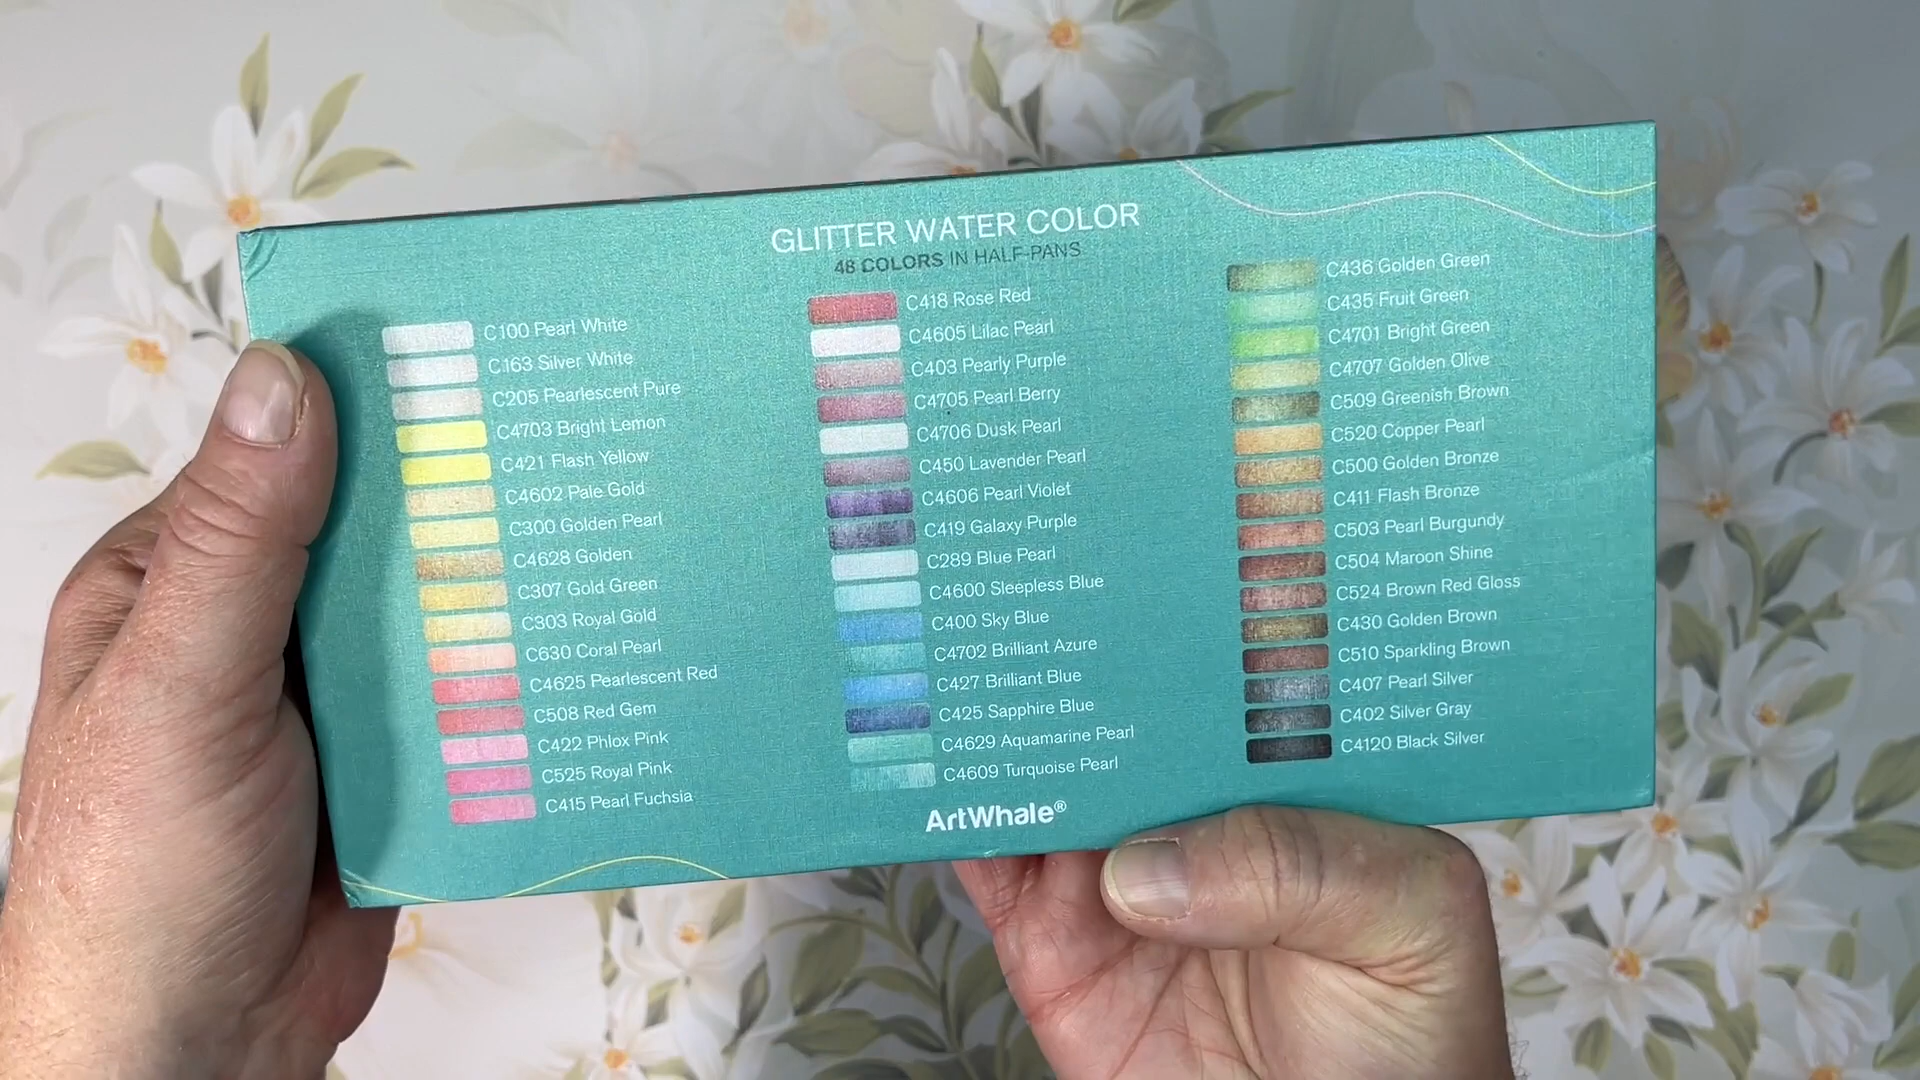 GLITTER WATER COLOR
48 COLORS IN HALF-PANS
C100 Pearl White
C163 Silver White
C205 Pearlescent Pure
C4703 Bright Lemon
C421 Flash Yellow
C4602 Pale Gold
C300 Golden Pearl
C4628 Golden
C307 Gold Green
C303 Royal Gold
C630 Coral Pearl
C4625 Pearlescent Red
C508 Red Gem
C422 Phlox Pink
C525 Royal Pink
C415 Pearl Fuchsia
C418 Rose Red
C4605 Lilac Pearl
C403 Pearly Purple
C4705 Pearl Berry
C4706 Dusk Pearl
C450 Lavender Pearl
C4606 Pearl Violet
C419 Galaxy Purple
C289 Blue Pearl
C4600 Sleepless Blue
C400 Sky Blue
C4702 Brilliant Azure
C427 Brilliant Blue
C425 Sapphire Blue
C4629 Aquamarine Pearl
C4609 Turquoise Pearl
C436 Golden Green
C435 Fruit Green
C4701 Bright Green
C4707 Golden Olive
C509 Greenish Brown
C520 Copper Pearl
C500 Golden Bronze
C411 Flash Bronze
C503 Pearl Burgundy
C504 Maroon Shine
C524 Brown Red Gloss
C430 Golden Brown
C510 Sparkling Brown
C407 Pearl Silver
C402 Silver Gray
C4120 Black Silver
ArtWhale®